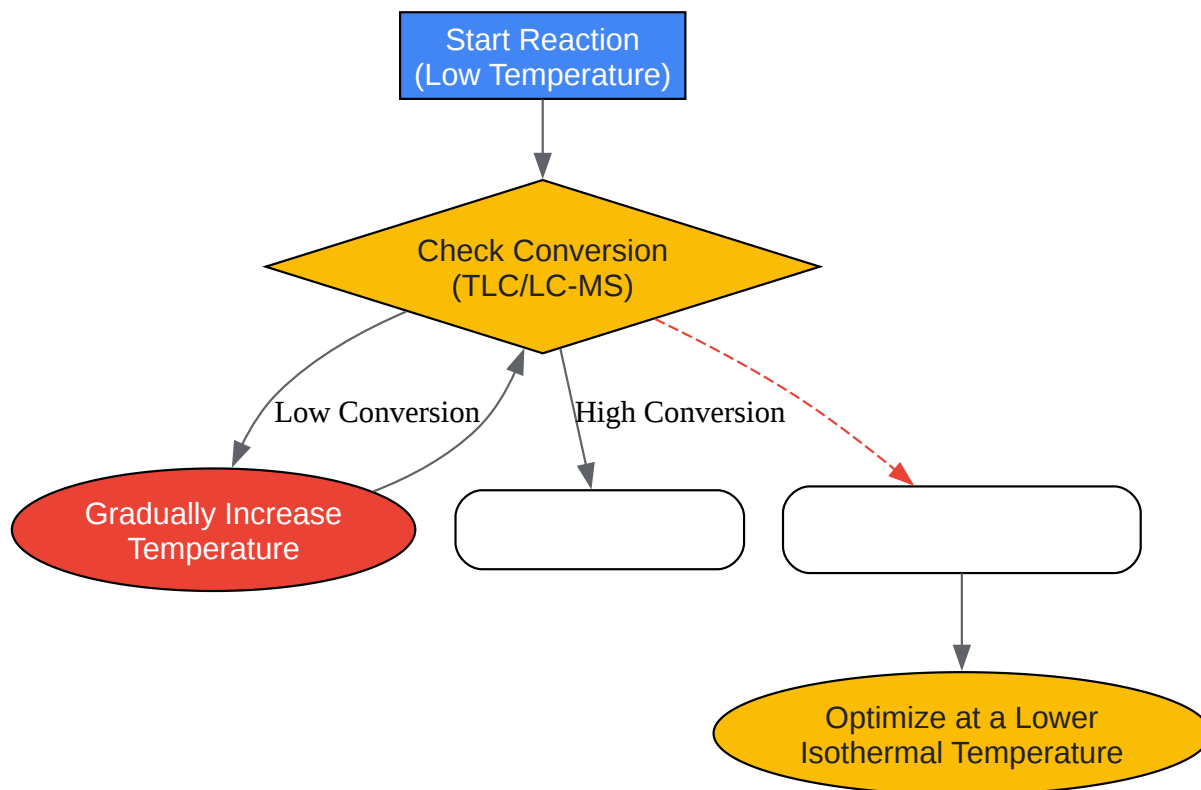 Start Reaction
(Low Temperature)
Check Conversion
(TLC/LC-MS)
Low Conversion
High Conversion
Gradually Increase
Temperature
Optimize at a Lower
Isothermal Temperature